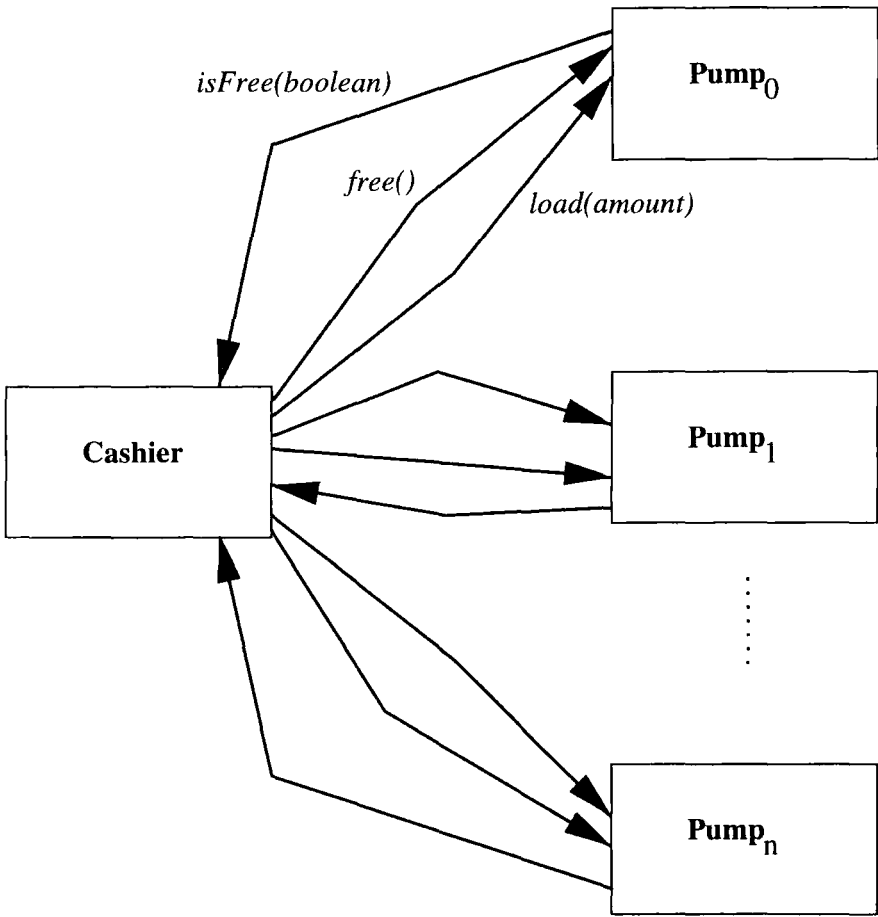 Pump0
isFree(boolean)
free()
load(amount)
Cashier
Pump1
Pumpn